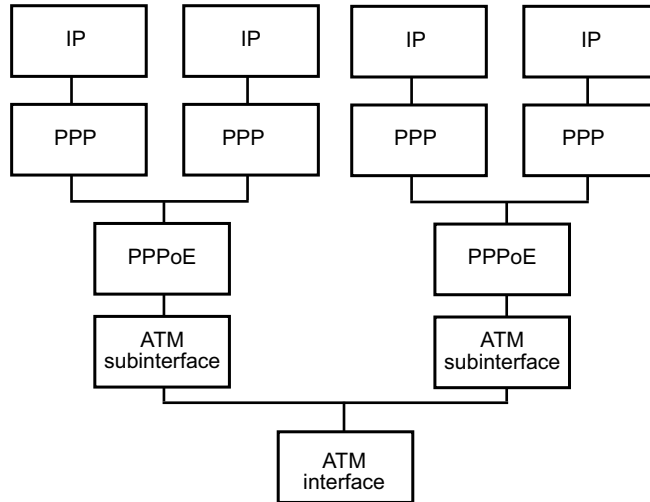 IP
IP
IP
IP
PPP
PPP
PPP
PPP
PPPoE
PPPoE
ATM
subinterface
ATM
subinterface
ATM
interface